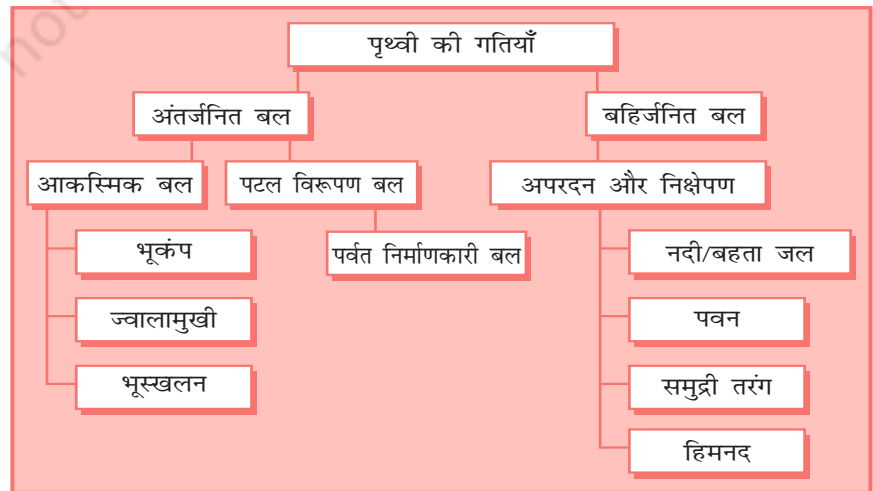 not
पृथ्वी की गतियाँ
अंतर्जनित बल
बहिर्जनित बल
आकस्मिक बल
पटल विरूपण बल
अपरदन और निक्षेपण
भूकंप
पर्वत निर्माणकारी बल
नदी/बहता जल
ज्वालामुखी
पवन
भूस्खलन
समुद्री तरंग
हिमनद